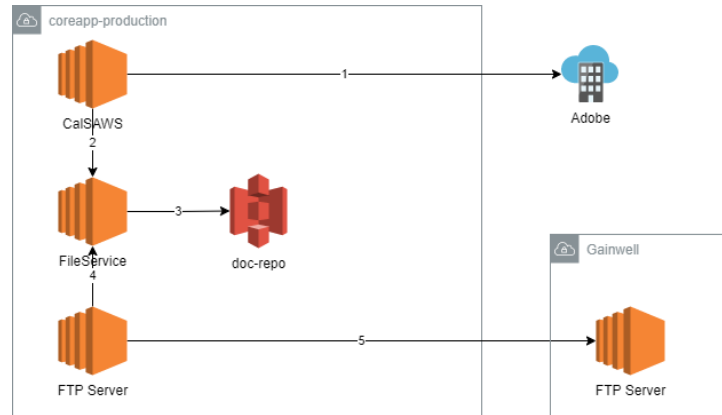 coreapp-production
1
CalSAWS
Adobe
2
3
FileService
doc-repo
4
Gainwell
5
FTP Server
FTP Server